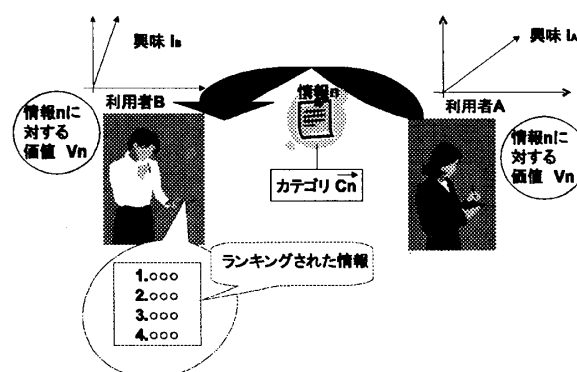 興味 IB
興味 IA
情報n
利用者B
利用者A
情報nに
対する
価値 Vn
情報nに
対する
価値 Vn
カテゴリ Cn
ランキングされた情報
1.○○○
2.○○○
3.○○○
4.○○○